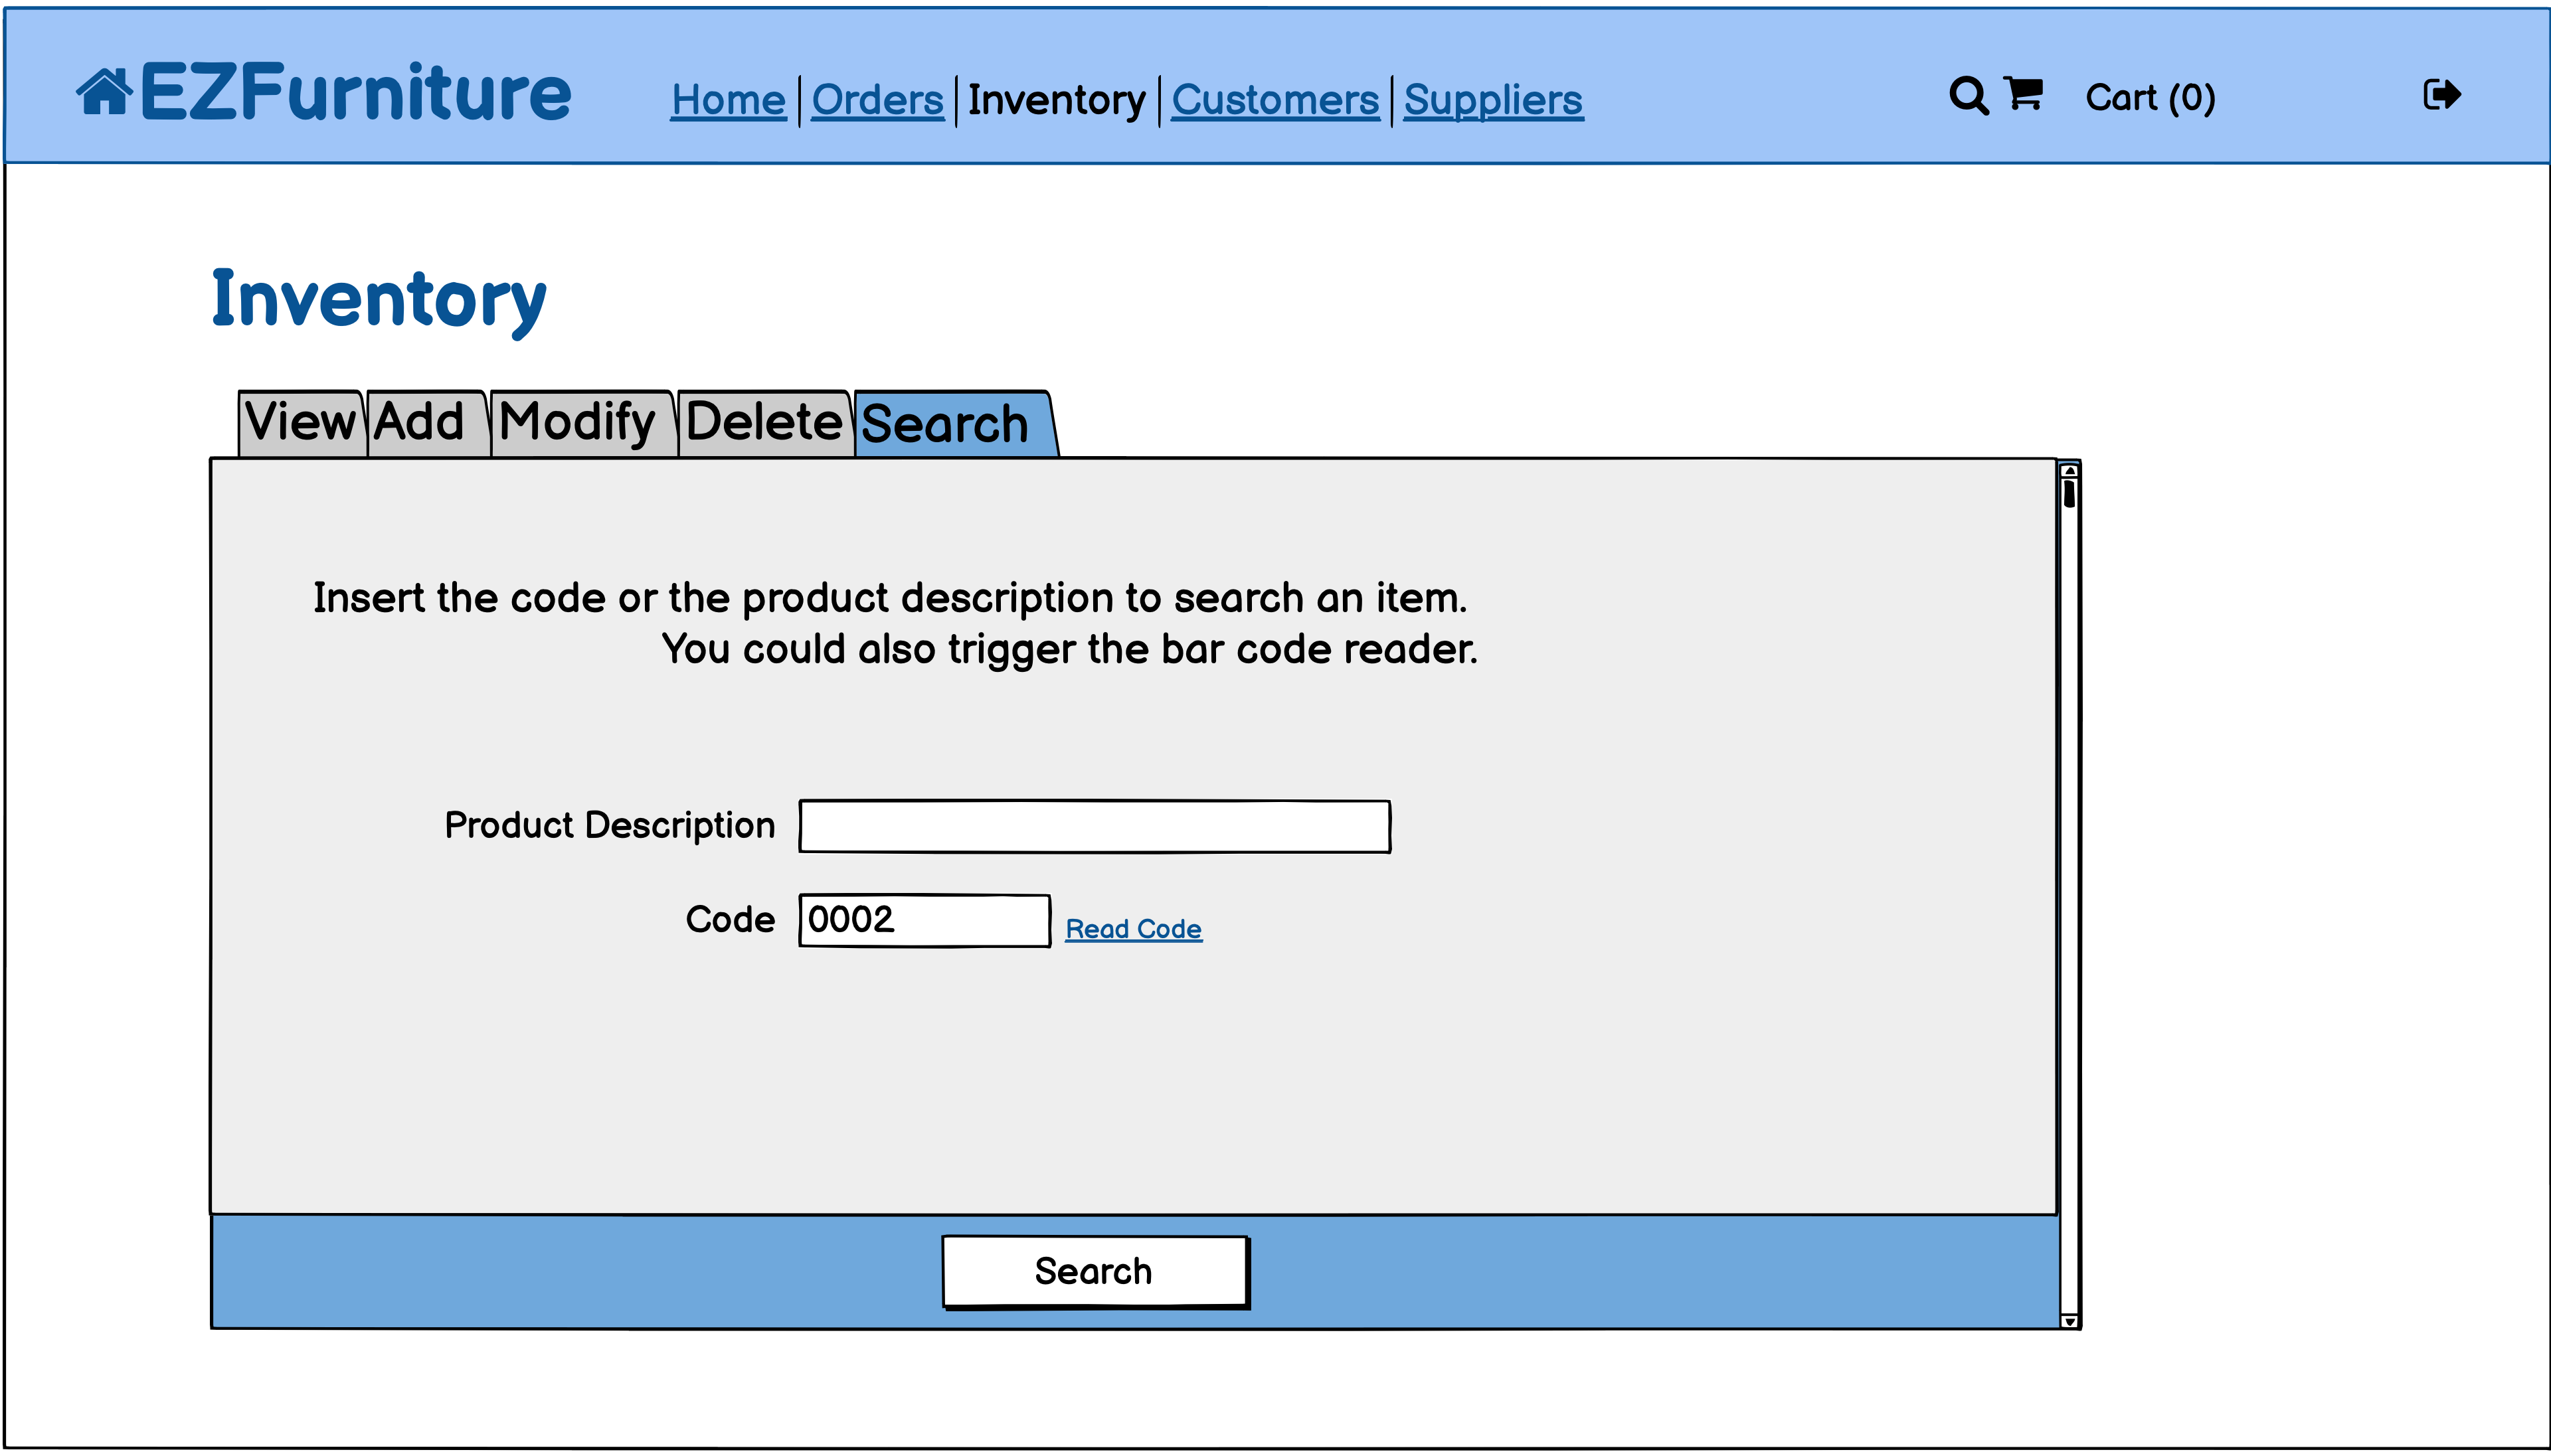 EZFurniture
Home Orders Inventory Customers Suppliers Cart (0)
Inventory
View Add Modify Delete Search
Insert the code or the product description to search an item.
You could also trigger the bar code reader.
Product Description
Code 0002 Read Code
Search